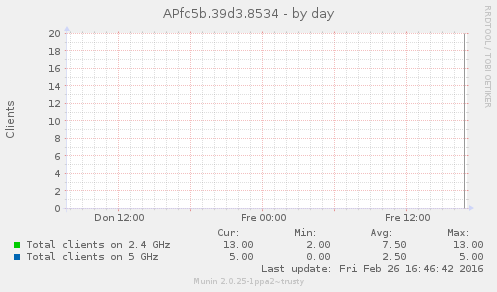 APfc5b.39d3.8534 - by day
RRDTOOL / TOBI OETIKER
Clients
20
18
16
14
12
10
8
6
4
2
0
Don 12:00 Fre 00:00 Fre 12:00
Cur: Min: Avg: Max:
Total clients on 2.4 GHz 13.00 2.00 7.50 13.00
Total clients on 5 GHz 5.00 0.00 2.50 5.00
Last update: Fri Feb 26 16:46:42 2016
Munin 2.0.25-1ppa2~trusty